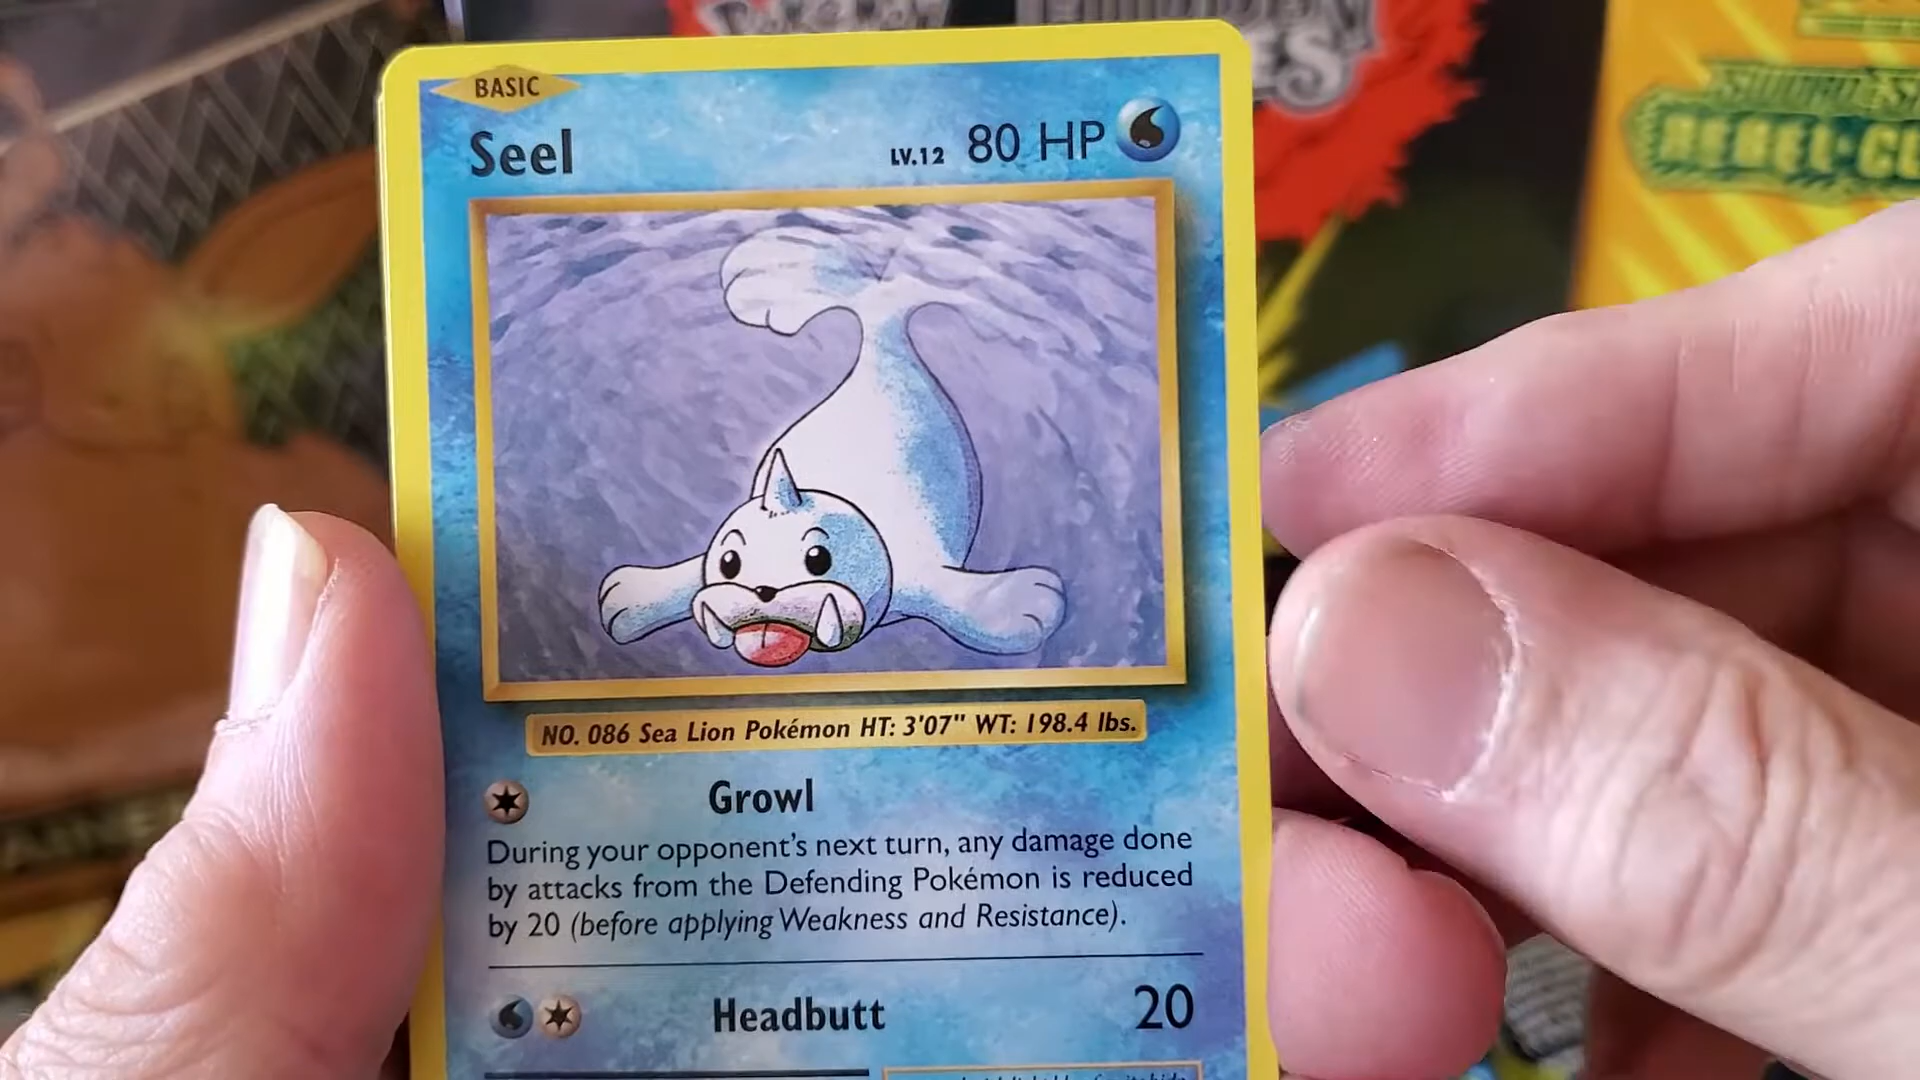 Pokémon
BASIC
Seel
LV.12 80 HP
NO. 086 Sea Lion Pokémon HT: 3'07" WT: 198.4 lbs.
Growl
During your opponent's next turn, any damage done
by attacks from the Defending Pokémon is reduced
by 20 (before applying Weakness and Resistance).
Headbutt 20
REBEL